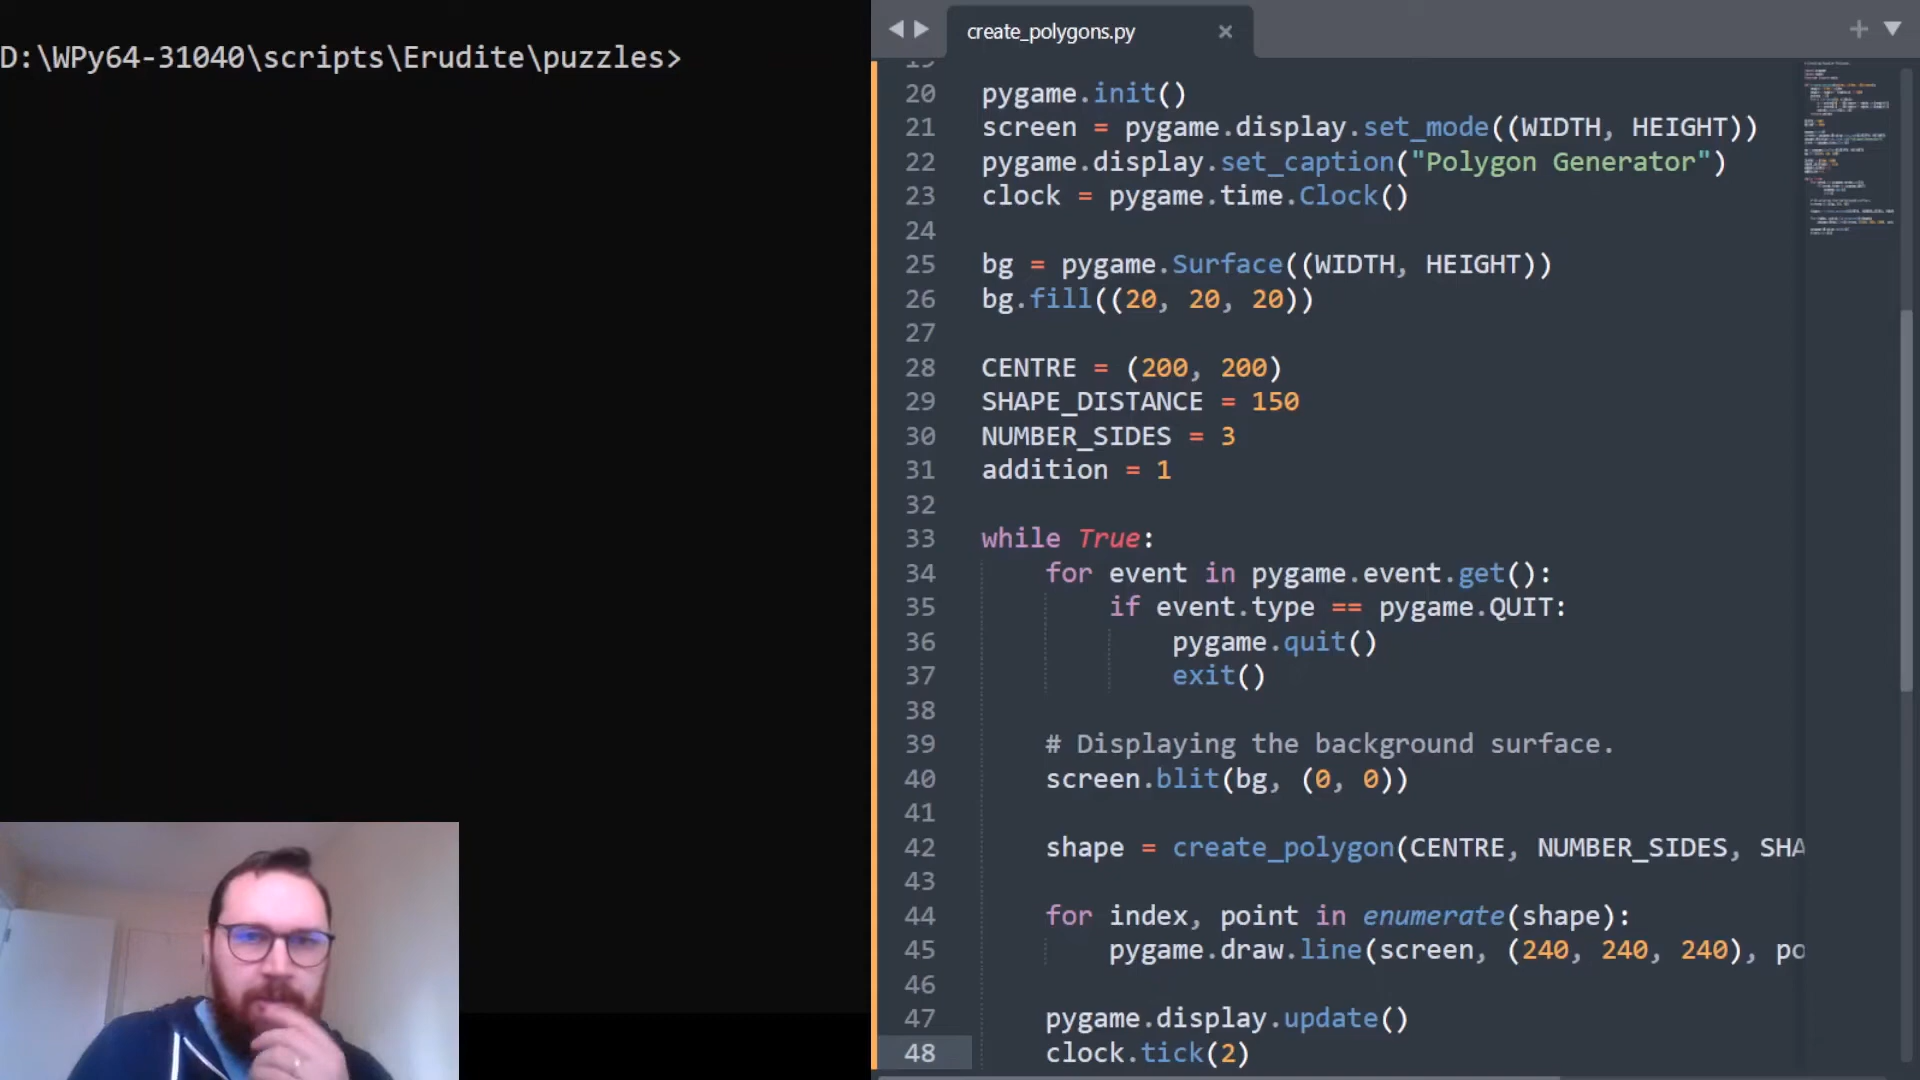 D:\WPy64-31040\scripts\Erudite\puzzles>
create_polygons.py
20 pygame.init()
21 screen = pygame.display.set_mode((WIDTH, HEIGHT))
22 pygame.display.set_caption("Polygon Generator")
23 clock = pygame.time.Clock()
24
25 bg = pygame.Surface((WIDTH, HEIGHT))
26 bg.fill((20, 20, 20))
27
28 CENTRE = (200, 200)
29 SHAPE_DISTANCE = 150
30 NUMBER_SIDES = 3
31 addition = 1
32
33 while True:
34 for event in pygame.event.get():
35 if event.type == pygame.QUIT:
36 pygame.quit()
37 exit()
38
39 # Displaying the background surface.
40 screen.blit(bg, (0, 0))
41
42 shape = create_polygon(CENTRE, NUMBER_SIDES, SHA
43
44 for index, point in enumerate(shape):
45 pygame.draw.line(screen, (240, 240, 240), po
46
47 pygame.display.update()
48 clock.tick(2)